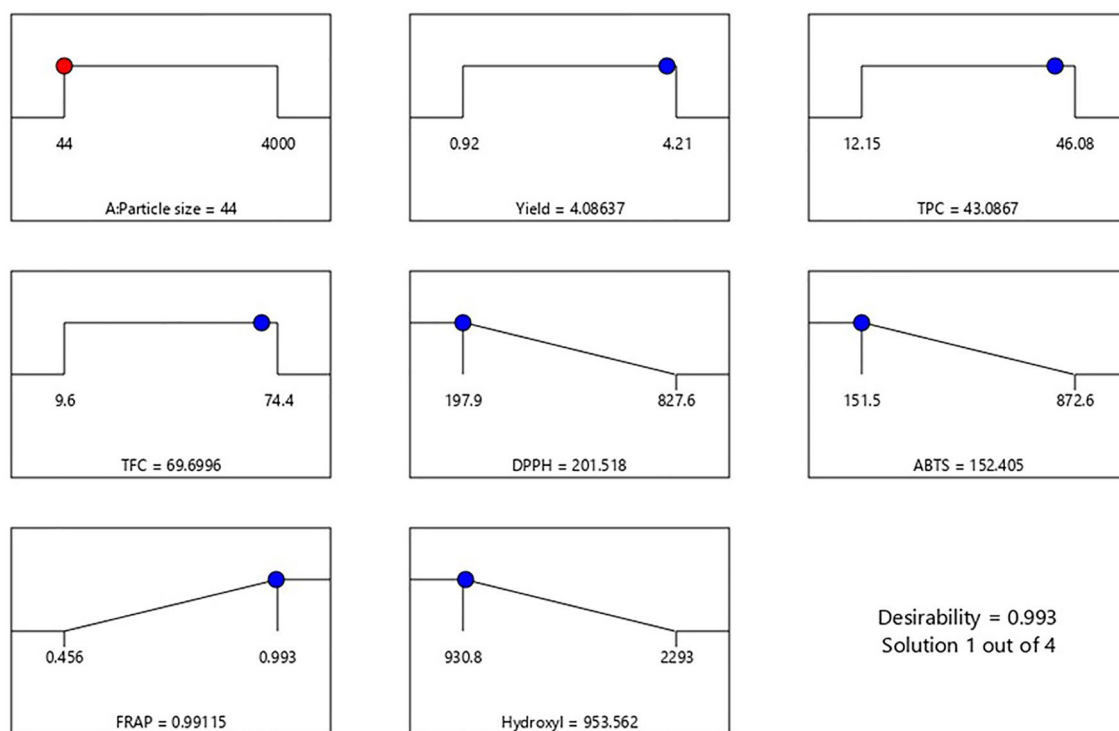 44
4000
A:Particle size = 44
0.92
4.21
Yield = 4.08637
12.15
46.08
TPC = 43.0867
9.6
74.4
TFC = 69.6996
197.9
827.6
DPPH = 201.518
151.5
872.6
ABTS = 152.405
0.456
0.993
FRAP = 0.99115
930.8
2293
Hydroxyl = 953.562
Desirability = 0.993
Solution 1 out of 4